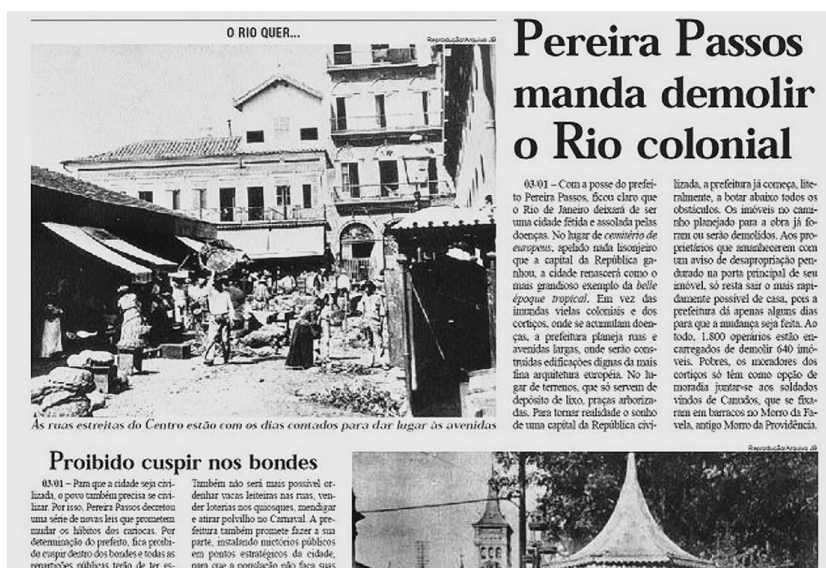 O RIO QUER...
Reprodução/Arquivo JB
As ruas estreitas do Centro estão com os dias contados para dar lugar às avenidas
Pereira Passos
manda demolir
o Rio colonial
03/01 – Com a posse do prefei-
to Pereira Passos, ficou claro que
o Rio de Janeiro deixará de ser
uma cidade fétida e assolada pelas
doenças. No lugar de cemitério de
europeus, apelido nada lisonjeiro
que a capital da República ga-
nhou, a cidade renascerá como o
mais grandioso exemplo da belle
époque tropical. Em vez das
imundas vielas coloniais e dos
cortiços, onde se acumulam doen-
ças, a prefeitura planeja ruas e
avenidas largas, onde serão cons-
truídas edificações dignas da mais
fina arquitetura européia. No lu-
gar de terrenos, que só servem de
depósito de lixo, praças arboriza-
das. Para tornar realidade o sonho
de uma capital da República civi-
lizada, a prefeitura já começa, lite-
ralmente, a botar abaixo todos os
obstáculos. Os imóveis no cami-
nho planejado para a obra já fo-
ram ou serão demolidos. Aos pro-
prietários que amanhecerem com
um aviso de desapropriação pen-
durado na porta principal de seu
imóvel, só resta sair o mais rapi-
damente possível de casa, pois a
prefeitura dá apenas alguns dias
para que a mudança seja feita. Ao
todo, 1.800 operários estão en-
carregados de demolir 640 imó-
veis. Pobres, os moradores dos
cortiços só têm como opção de
moradia juntar-se aos soldados
vindos de Canudos, que se fixa-
ram em barracos no Morro da Fa-
vela, antigo Morro da Providência.
Proibido cuspir nos bondes
03/01 – Para que a cidade seja civi-
lizada, o povo também precisa se civi-
lizar. Por isso, Pereira Passos decretou
uma série de novas leis que prometem
mudar os hábitos dos cariocas. Por
determinação do prefeito, fica proibi-
do cuspir dentro dos bondes e todas as
repartições públicas terão de ter es-
Também não será mais possível or-
denhar vacas leiteiras nas ruas, ven-
der loterias nos quiosques, mendigar
e atirar polvilho no Carnaval. A pre-
feitura também promete fazer a sua
parte, instalando mictórios públicos
em pontos estratégicos da cidade,
para que a população não faça suas
Reprodução/Arquivo JB